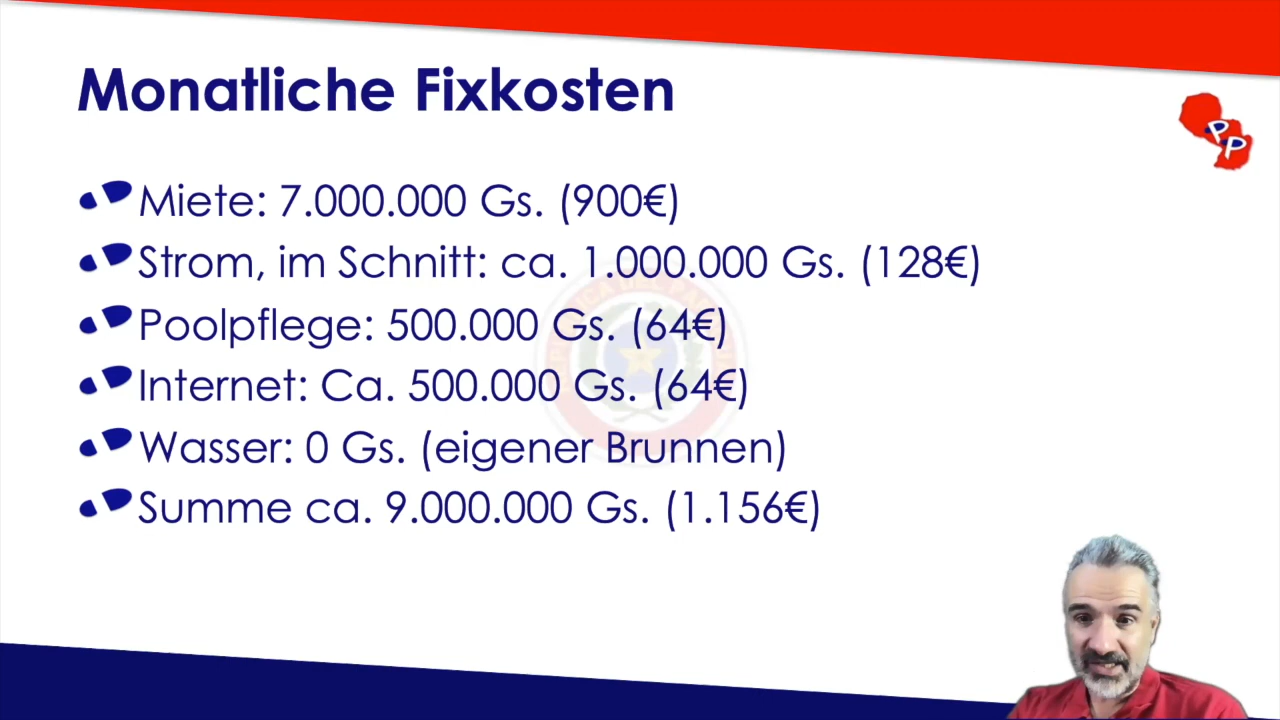 Monatliche Fixkosten
PP
Miete: 7.000.000 Gs. (900€)
Strom, im Schnitt: ca. 1.000.000 Gs. (128€)
Poolpflege: 500.000 Gs. (64€)
Internet: Ca. 500.000 Gs. (64€)
Wasser: 0 Gs. (eigener Brunnen)
Summe ca. 9.000.000 Gs. (1.156€)